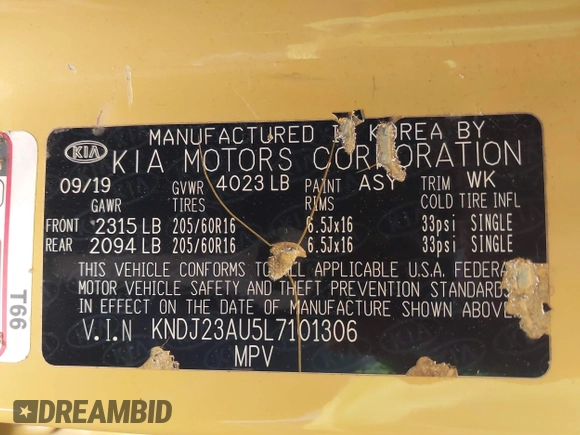 MANUFACTURED IN KOREA BY
KIA KIA MOTORS CORPORATION
09/19 GVWR 4023 LB PAINT ASY TRIM WK
GAWR TIRES RIMS COLD TIRE INFL
FRONT 2315 LB 205/60R16 6.5Jx16 33psi SINGLE
REAR 2094 LB 205/60R16 6.5Jx16 33psi SINGLE
THIS VEHICLE CONFORMS TO ALL APPLICABLE U.S.A. FEDERAL
MOTOR VEHICLE SAFETY AND THEFT PREVENTION STANDARDS
IN EFFECT ON THE DATE OF MANUFACTURE SHOWN ABOVE.
V.I.N KNDJ23AU5L7101306
MPV
T66
DREAMBID